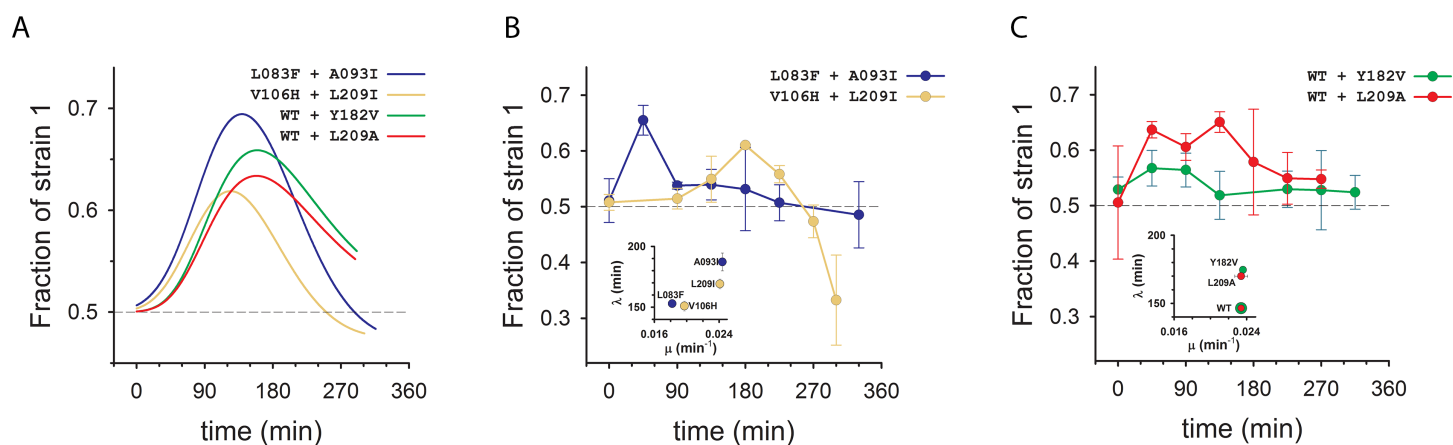 A
Fraction of strain 1
0.7
0.6
0.5
L083F + A093I
V106H + L209I
WT + Y182V
WT + L209A
0
90
180
270
360
time (min)
B
Fraction of strain 1
0.7
0.6
0.5
0.4
0.3
L083F + A093I
V106H + L209I
λ (min)
200
150
A093I
L209I
L083F
V106H
0.016
0.024
μ (min⁻¹)
0
90
180
270
360
time (min)
C
Fraction of strain 1
0.7
0.6
0.5
0.4
0.3
WT + Y182V
WT + L209A
λ (min)
200
150
Y182V
L209A
WT
0.016
0.024
μ (min⁻¹)
0
90
180
270
360
time (min)